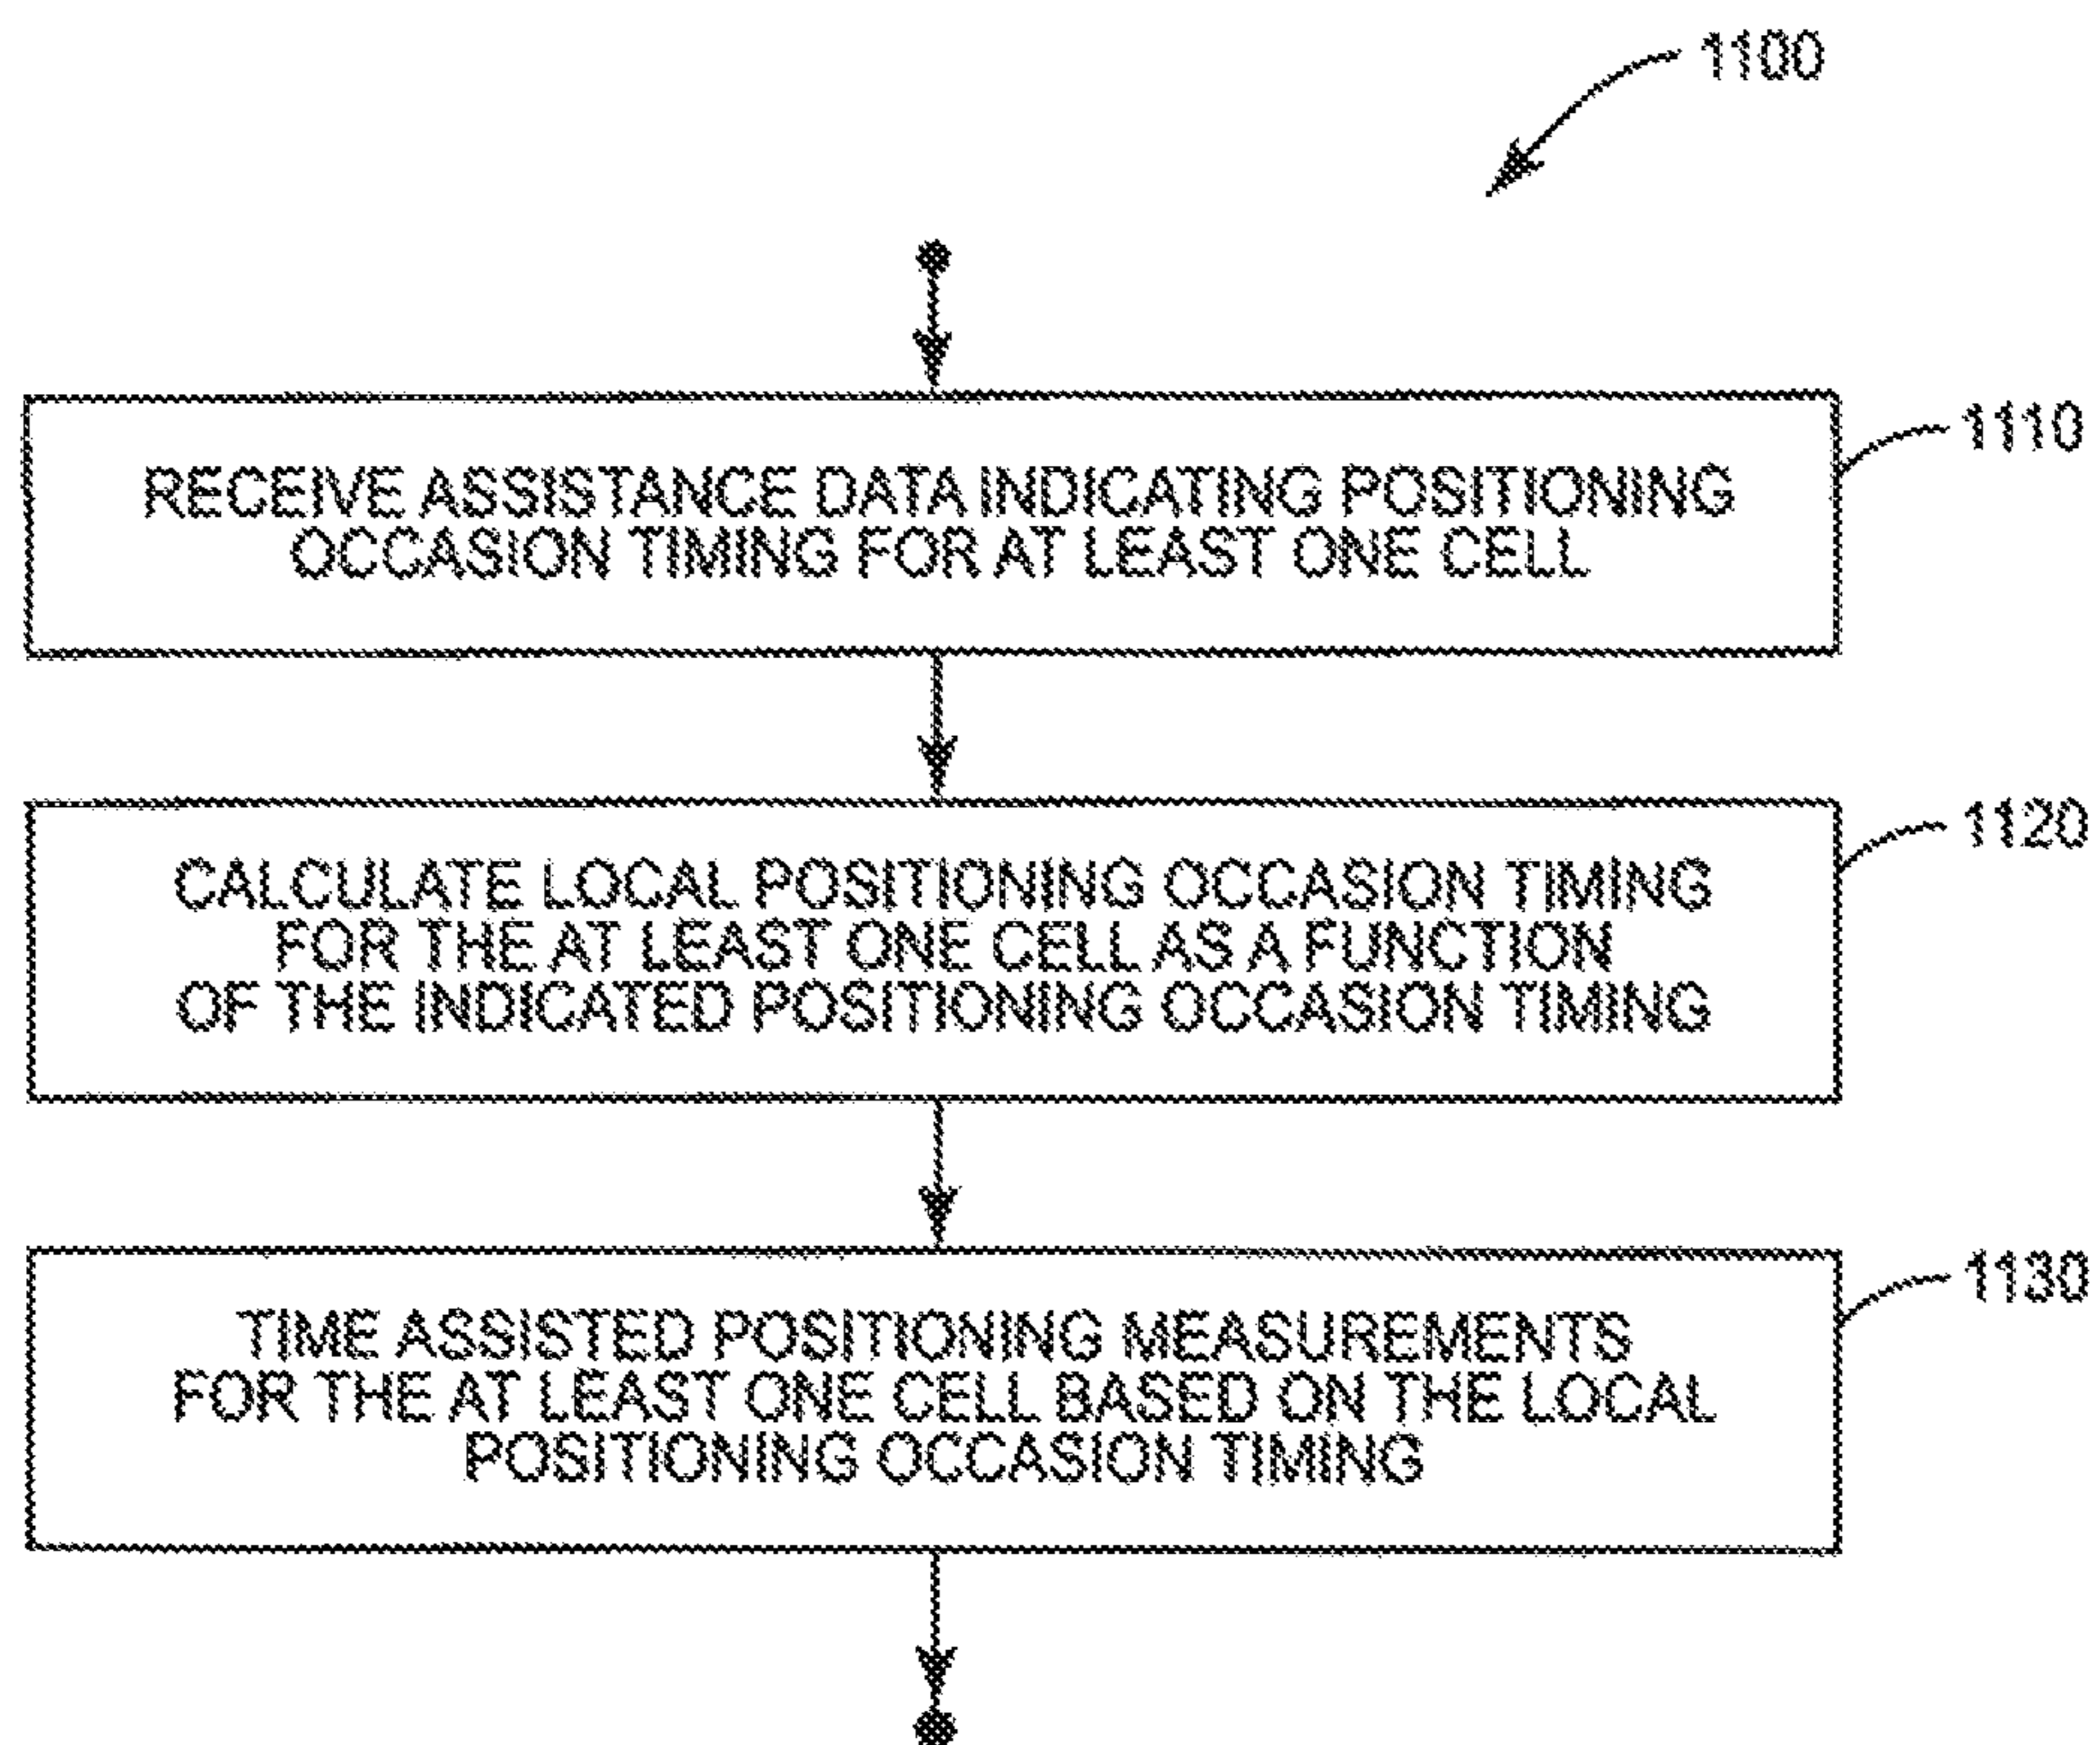 1100
1110
RECEIVE ASSISTANCE DATA INDICATING POSITIONING
OCCASION TIMING FOR AT LEAST ONE CELL
1120
CALCULATE LOCAL POSITIONING OCCASION TIMING
FOR THE AT LEAST ONE CELL AS A FUNCTION
OF THE INDICATED POSITIONING OCCASION TIMING
1130
TIME ASSISTED POSITIONING MEASUREMENTS
FOR THE AT LEAST ONE CELL BASED ON THE LOCAL
POSITIONING OCCASION TIMING